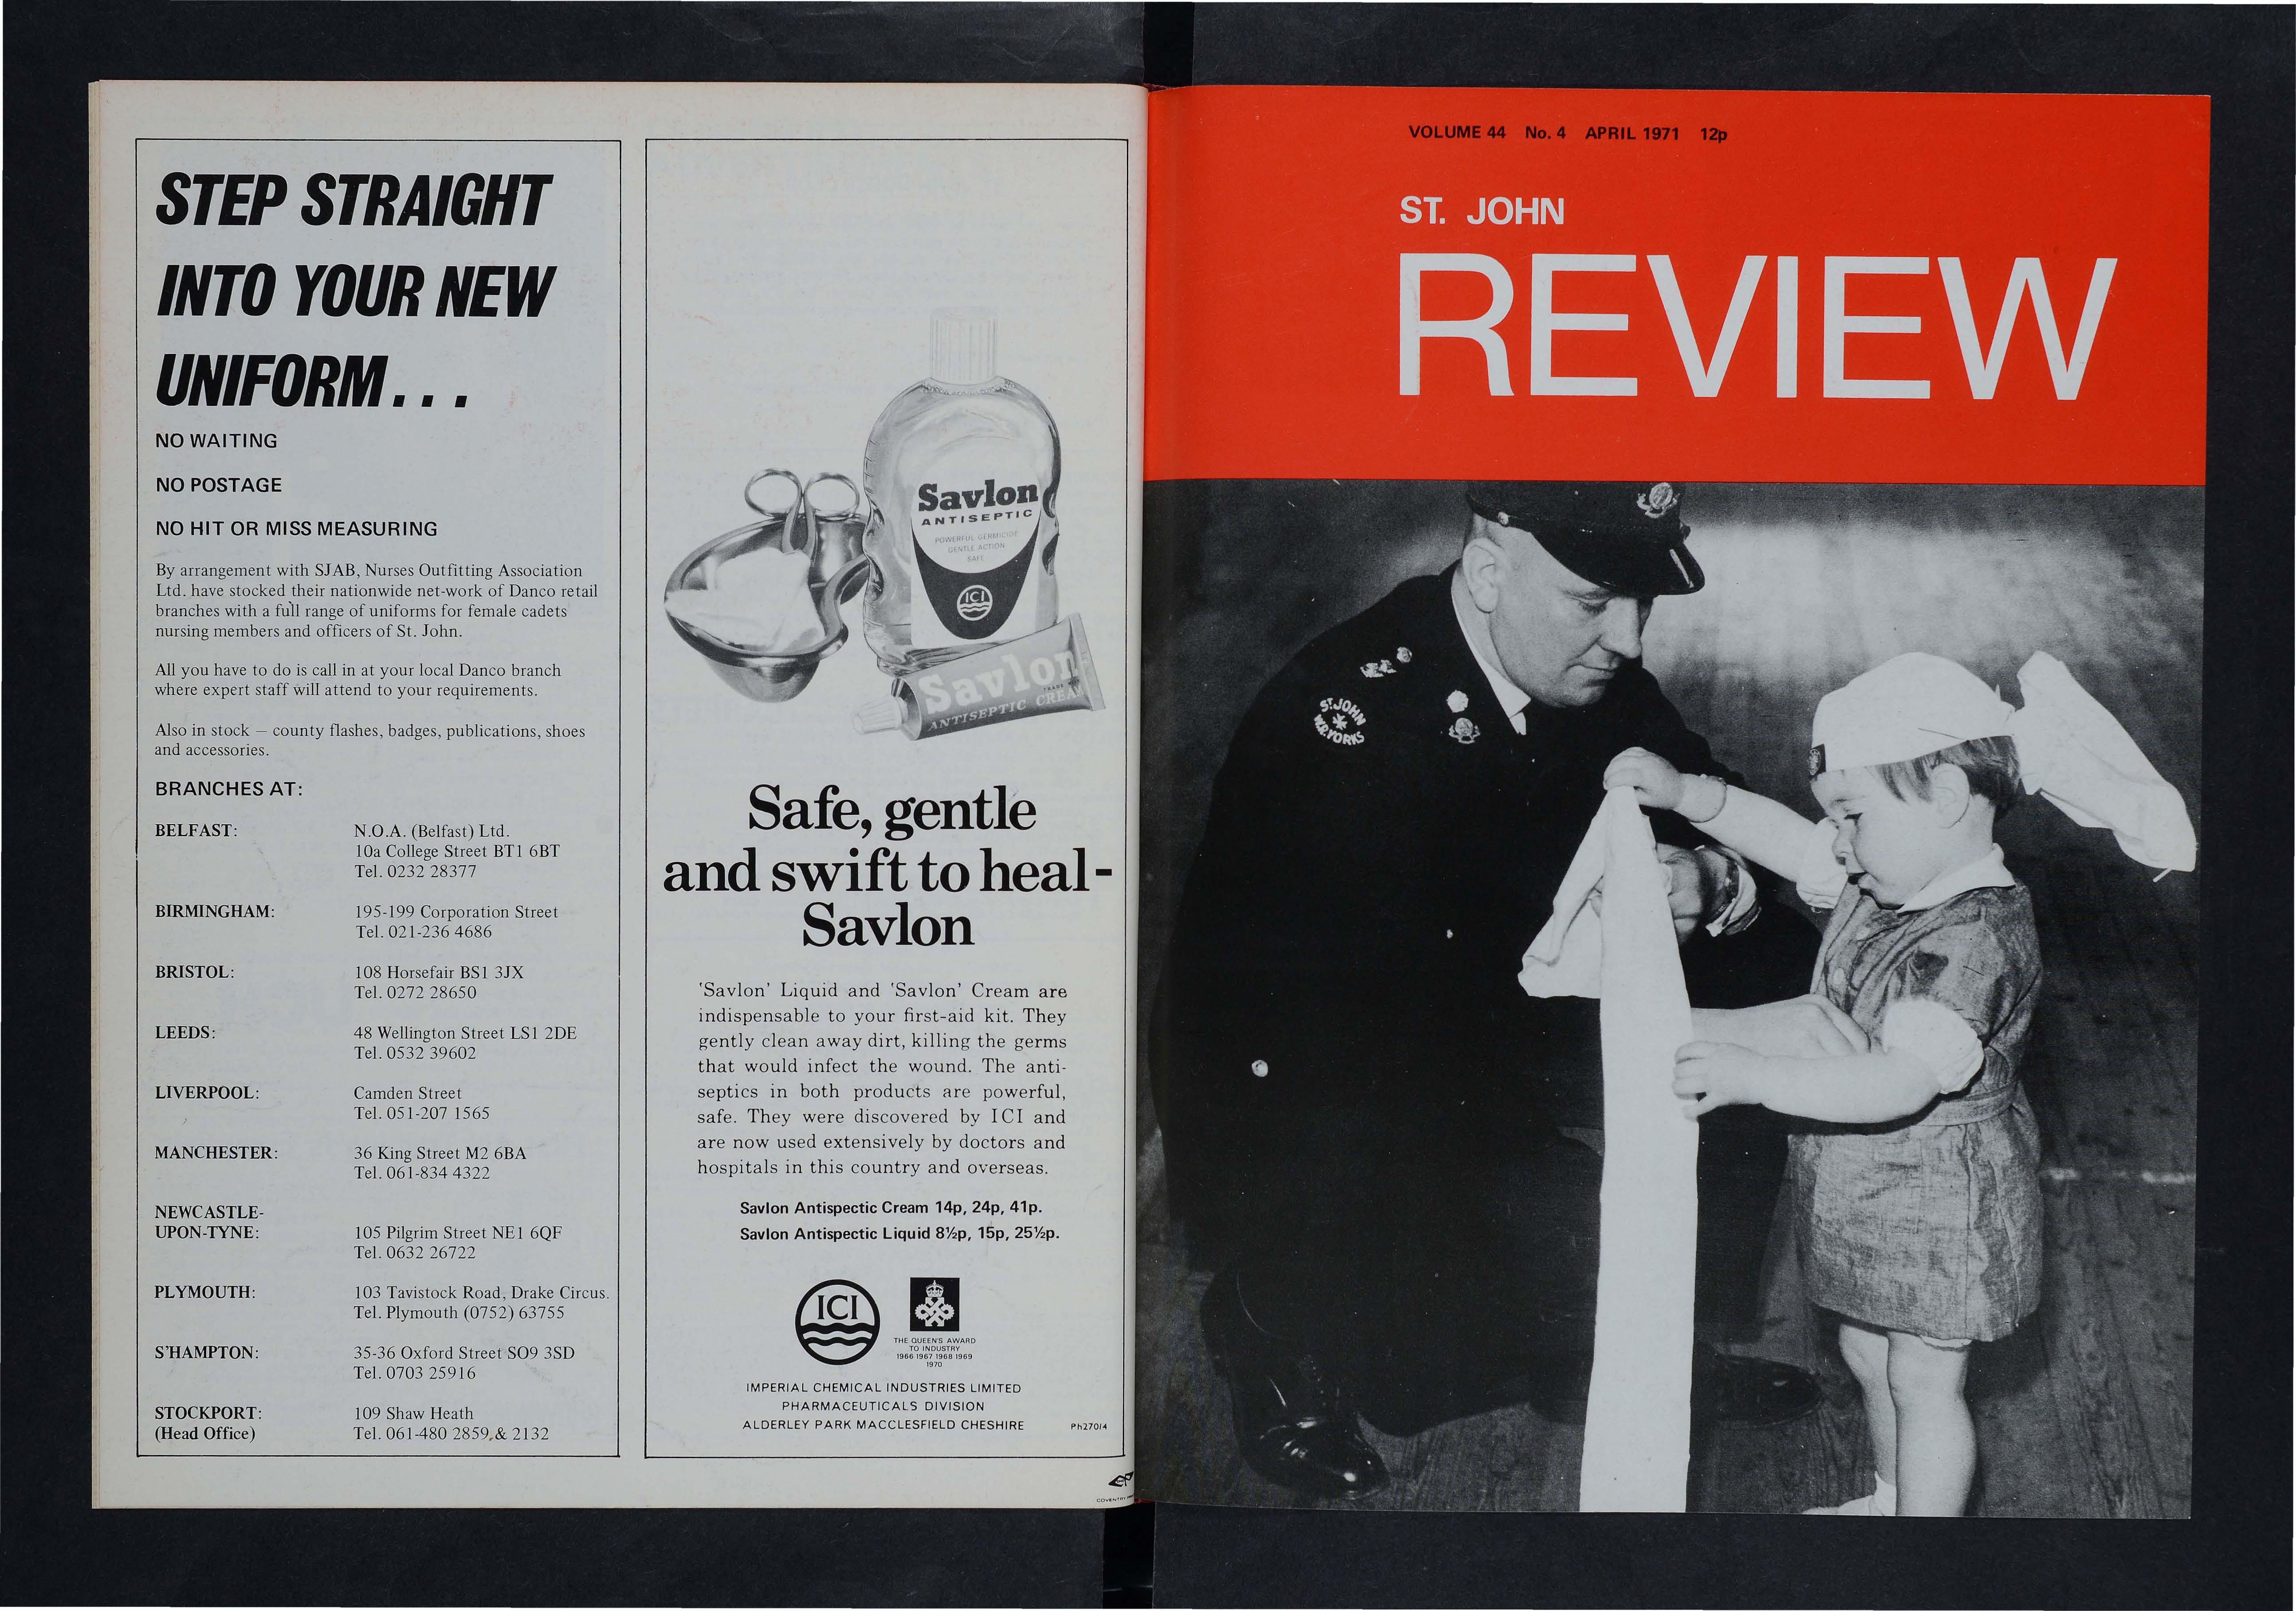 STEP STRAIGHT
INTO YOUR NEW
UNIFORM...
NO WAITING
NO POSTAGE
NO HIT OR MISS MEASURING
By arrangement with SJAB, Nurses Outfitting Association
Ltd. have stocked their nationwide net-work of Danco retail
branches with a full range of uniforms for female cadets
nursing members and officers of St. John.
All you have to do is call in at your local Danco branch
where expert staff will attend to your requirements.
Also in stock – county flashes, badges, publications, shoes
and accessories.
BRANCHES AT:
BELFAST: N.O.A. (Belfast) Ltd.
10a College Street BT1 6BT
Tel. 0232 28377
BIRMINGHAM: 195-199 Corporation Street
Tel. 021-236 4686
BRISTOL: 108 Horsefair BS1 3JX
Tel. 0272 28650
LEEDS: 48 Wellington Street LS1 2DE
Tel. 0532 39602
LIVERPOOL: Camden Street
Tel. 051-207 1565
MANCHESTER: 36 King Street M2 6BA
Tel. 061-834 4322
NEWCASTLE-
UPON-TYNE: 105 Pilgrim Street NE1 6QF
Tel. 0632 26722
PLYMOUTH: 103 Tavistock Road, Drake Circus.
Tel. Plymouth (0752) 63755
S'HAMPTON: 35-36 Oxford Street SO9 3SD
Tel. 0703 25916
STOCKPORT: 109 Shaw Heath
(Head Office) Tel. 061-480 2859 & 2132
Savlon
ANTISEPTIC
POWERFUL GERMICIDE
GENTLE ACTION
SAFE
ICI
Savlon
TRADE
ANTISEPTIC CREAM
Safe, gentle
and swift to heal-
Savlon
'Savlon' Liquid and 'Savlon' Cream are
indispensable to your first-aid kit. They
gently clean away dirt, killing the germs
that would infect the wound. The anti-
septics in both products are powerful,
safe. They were discovered by ICI and
are now used extensively by doctors and
hospitals in this country and overseas.
Savlon Antispectic Cream 14p, 24p, 41p.
Savlon Antispectic Liquid 8½p, 15p, 25½p.
ICI
THE QUEEN'S AWARD
TO INDUSTRY
1966 1967 1968 1969
1970
IMPERIAL CHEMICAL INDUSTRIES LIMITED
PHARMACEUTICALS DIVISION
ALDERLEY PARK MACCLESFIELD CHESHIRE
Ph270/4
COVENTRY
VOLUME 44 No. 4 APRIL 1971 12p
ST. JOHN
REVIEW
ST. JOHN
W.R. YORKS